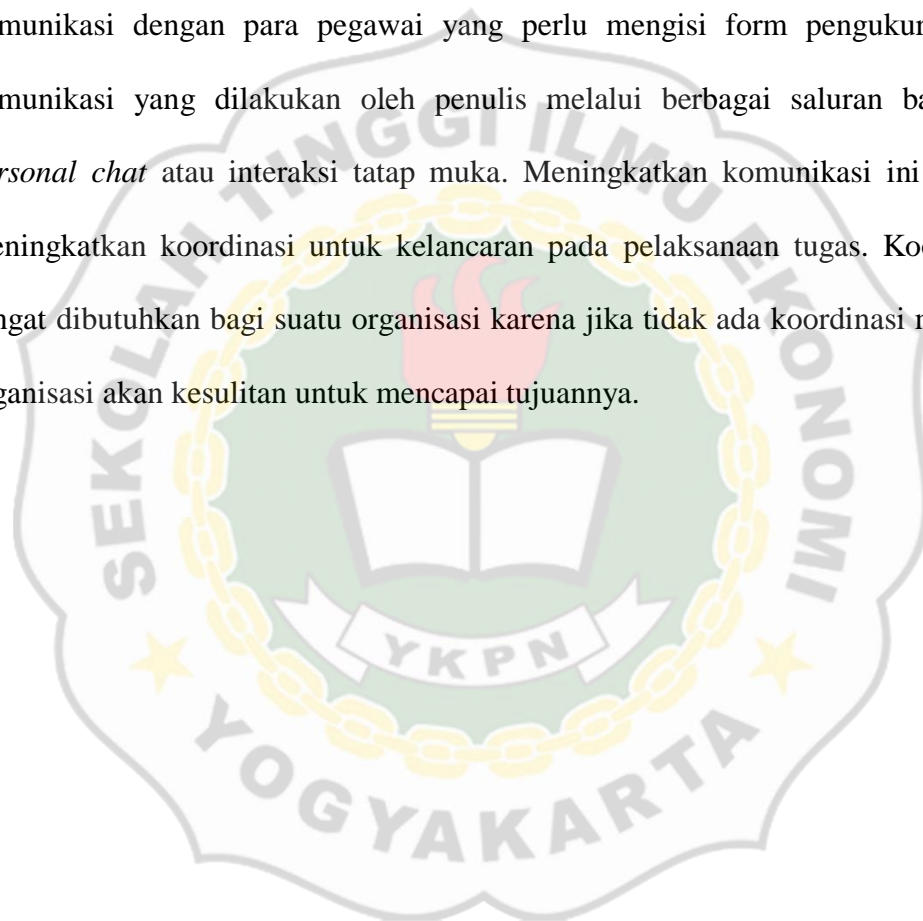 munikasi dengan para pegawai yang perlu mengisi form pengukur
munikasi yang dilakukan oleh penulis melalui berbagai saluran ba
rsonal chat atau interaksi tatap muka. Meningkatkan komunikasi ini
eningkatkan koordinasi untuk kelancaran pada pelaksanaan tugas. Koo
ngat dibutuhkan bagi suatu organisasi karena jika tidak ada koordinasi m
ganisasi akan kesulitan untuk mencapai tujuannya.
SEKOLAH TINGGI ILMU EKONOMI
YKPN
YOGYAKARTA